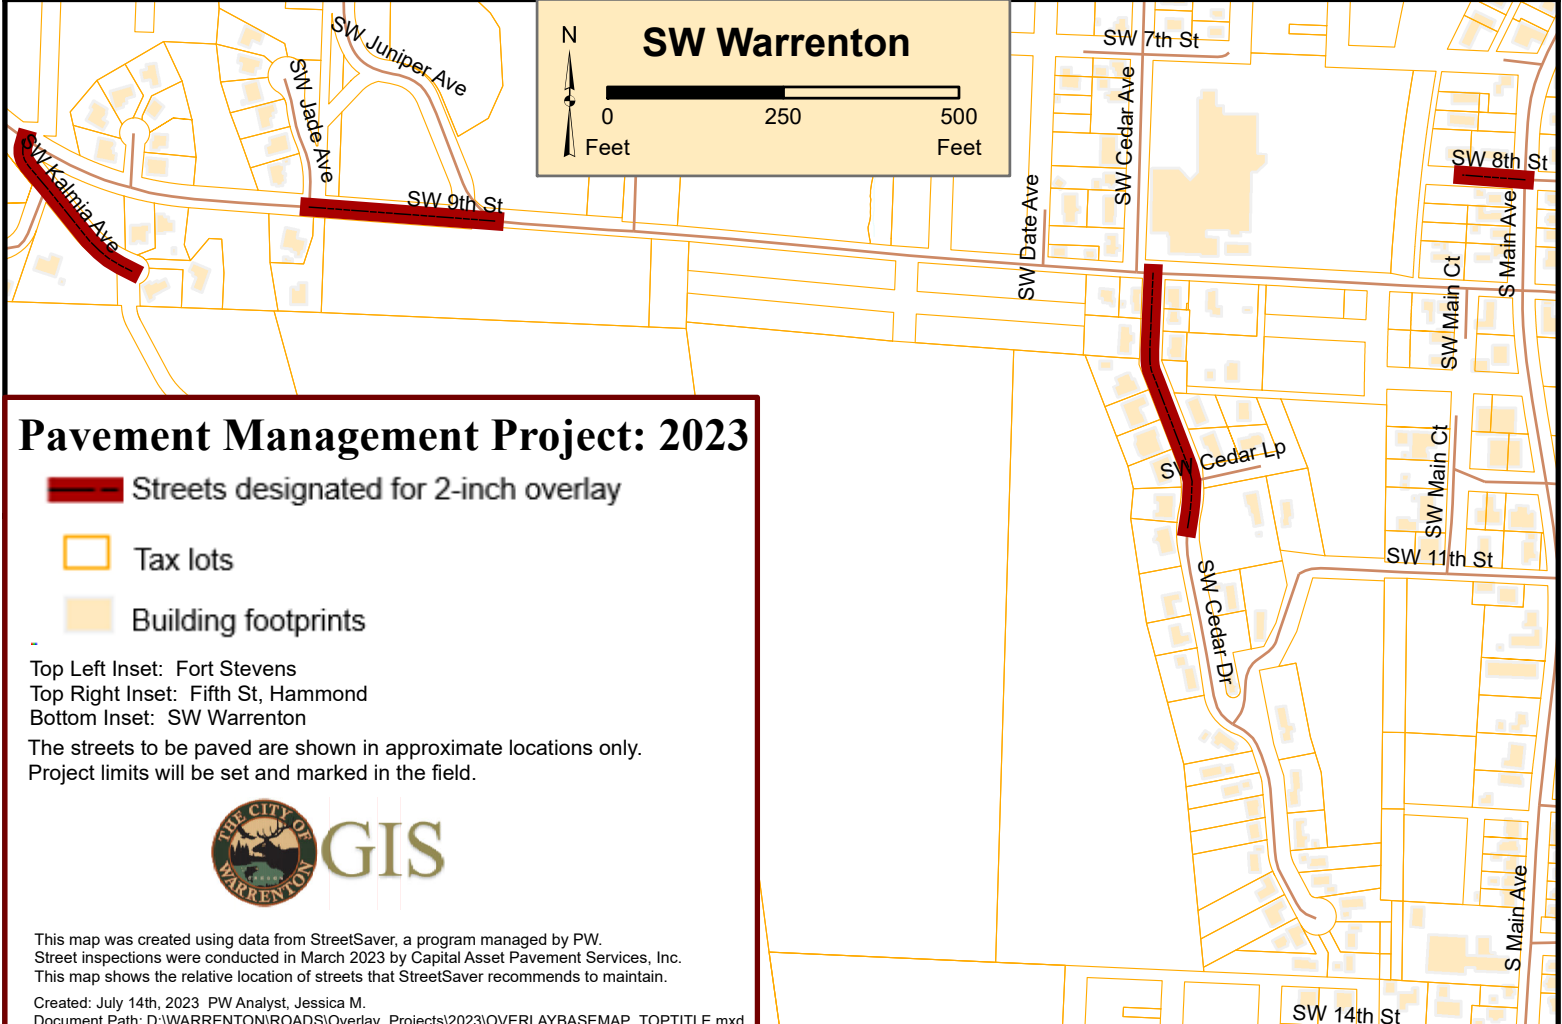 SW Warrenton
N
0 250 500
Feet Feet
SW Juniper Ave
SW Jade Ave
SW Kalmia Ave
SW 9th St
SW 7th St
SW Cedar Ave
SW Date Ave
SW 8th St
S Main Ave
SW Main Ct
SW Cedar Lp
SW Main Ct
SW 11th St
SW Cedar Dr
S Main Ave
SW 14th St
Pavement Management Project: 2023
Streets designated for 2-inch overlay
Tax lots
Building footprints
Top Left Inset: Fort Stevens
Top Right Inset: Fifth St, Hammond
Bottom Inset: SW Warrenton
The streets to be paved are shown in approximate locations only.
Project limits will be set and marked in the field.
THE CITY OF
WARRENTON
GIS
This map was created using data from StreetSaver, a program managed by PW.
Street inspections were conducted in March 2023 by Capital Asset Pavement Services, Inc.
This map shows the relative location of streets that StreetSaver recommends to maintain.
Created: July 14th, 2023 PW Analyst, Jessica M.
Document Path: D:\WARRENTON\ROADS\Overlay_Projects\2023\OVERLAYBASEMAP_TOPTITLE.mxd